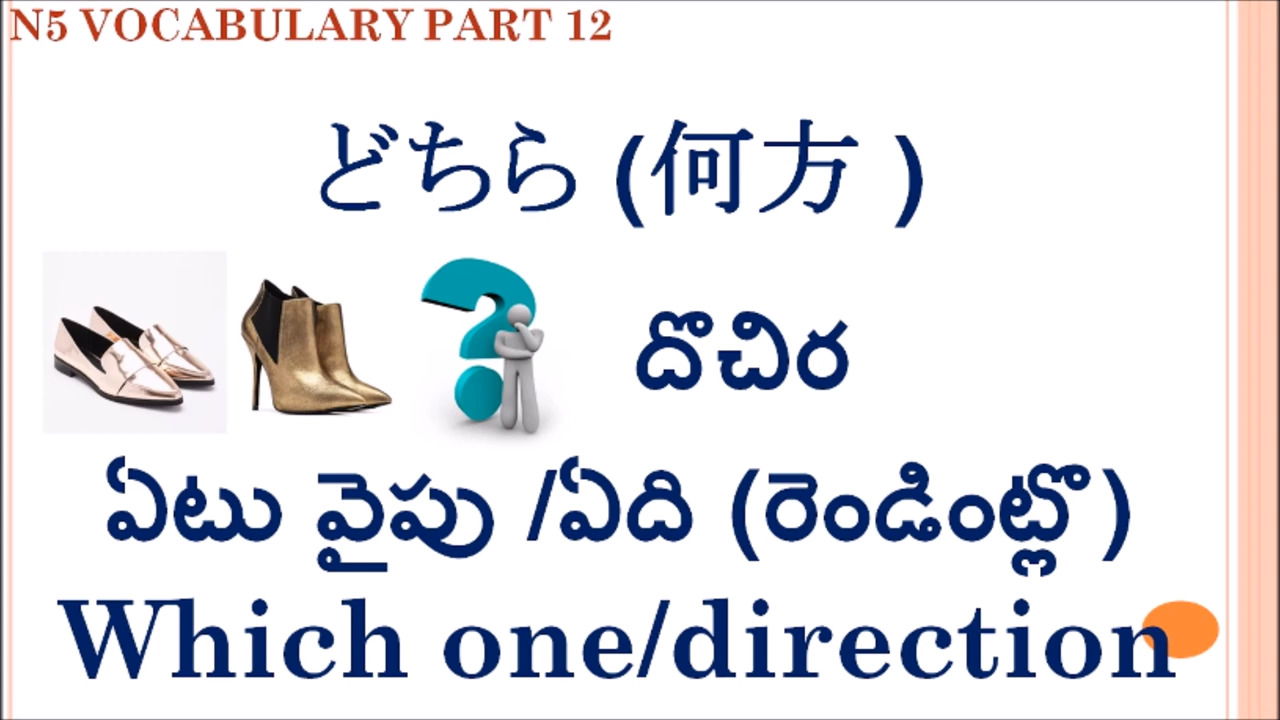 N5 VOCABULARY PART 12
どちら (何方 )
దొచిర
ఏటు వైపు /ఏది (రెండింట్లొ)
Which one/direction